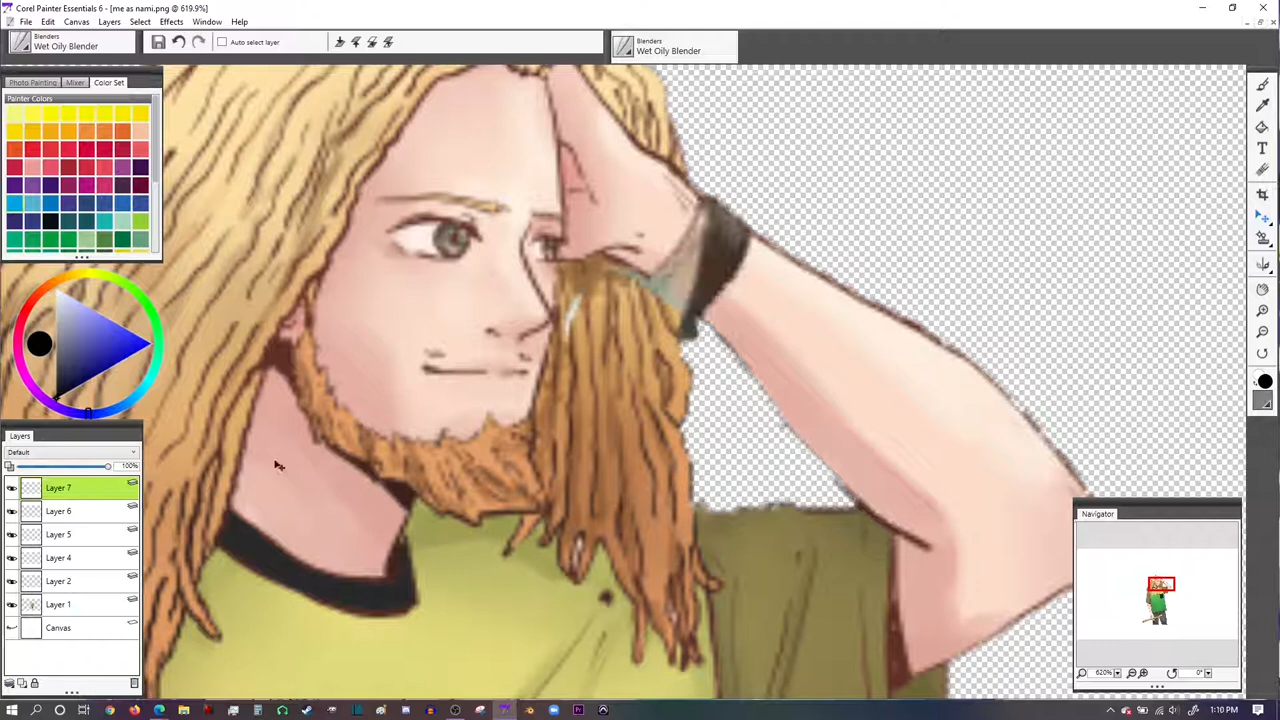 Corel Painter Essentials 6 - [me as nami.png @ 619.9%]
File Edit Canvas Layers Select Effects Window Help
Blenders
Wet Oily Blender
Auto select layer
Blenders
Wet Oily Blender
Photo Painting Mixer Color Set
Painter Colors
Layers
Default
100%
Layer 7
Layer 6
Layer 5
Layer 4
Layer 2
Layer 1
Canvas
Navigator
620%
0°
1:10 PM